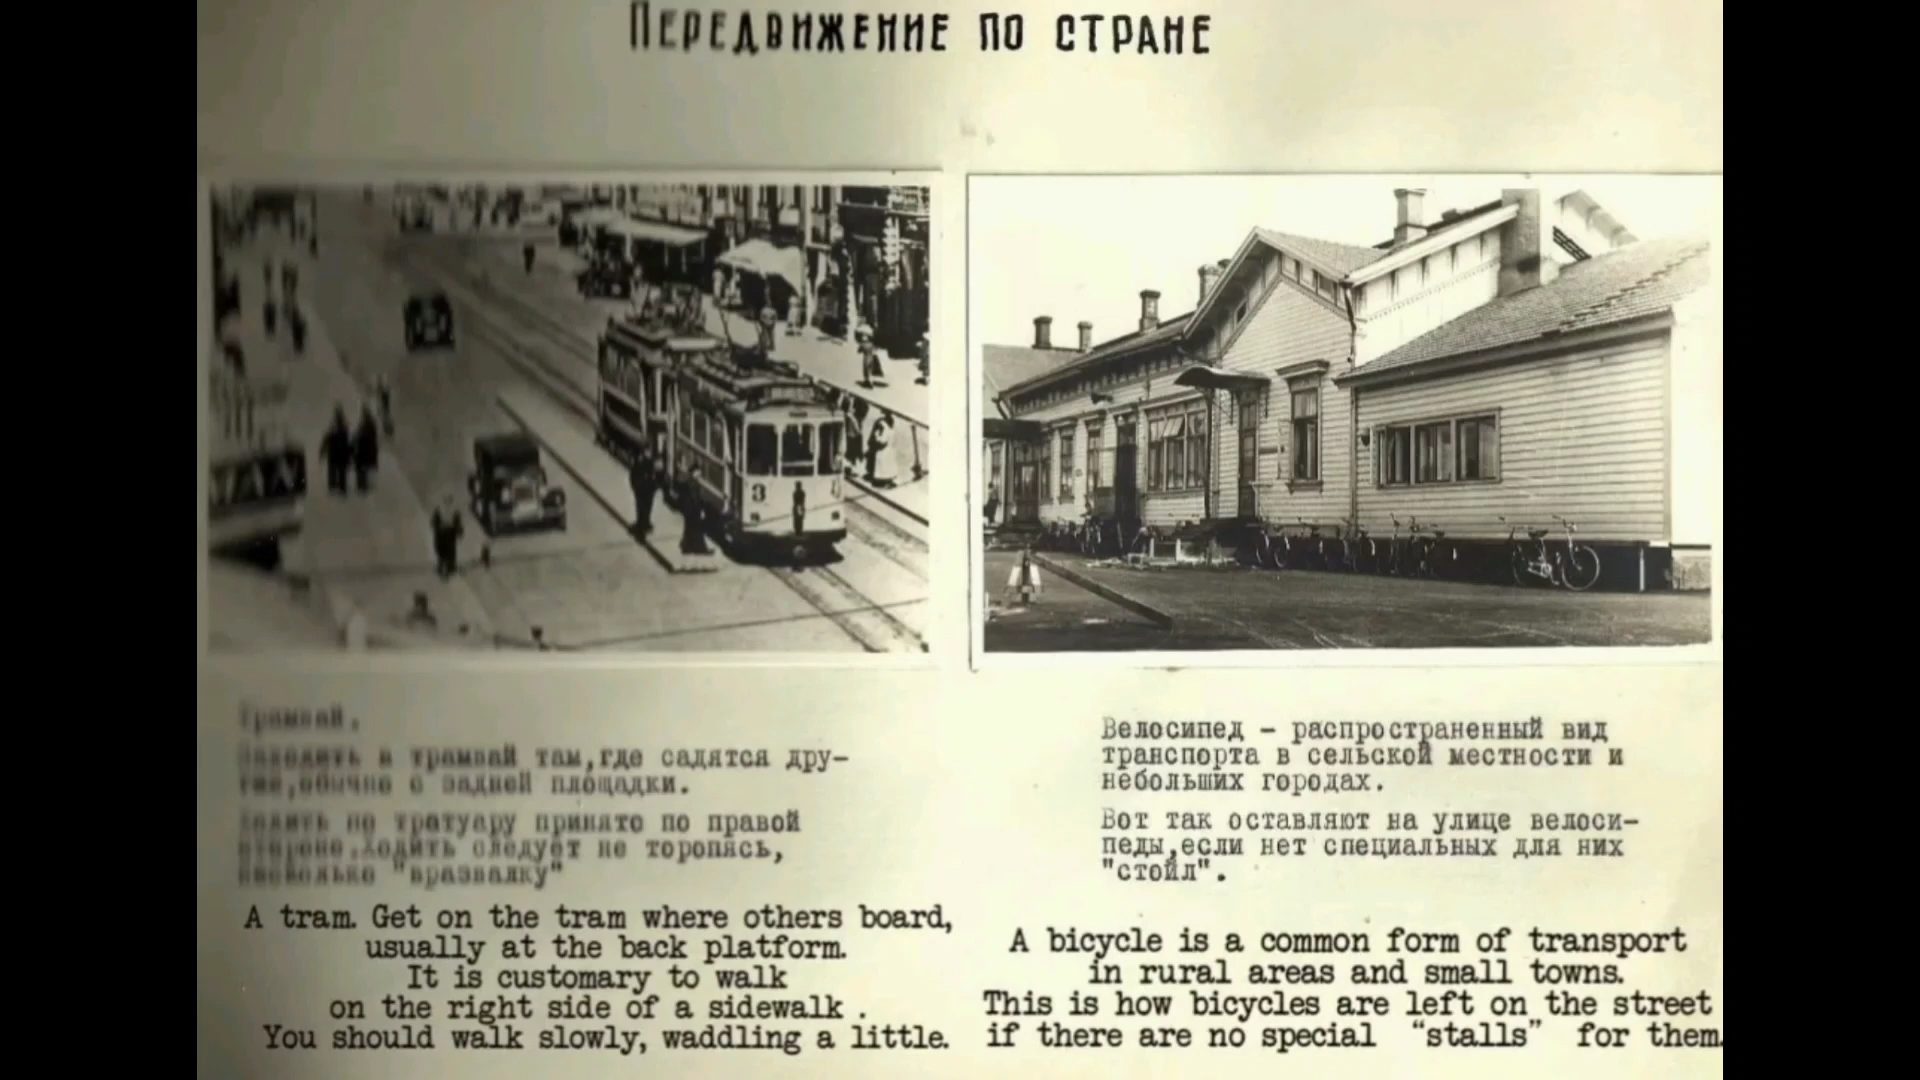 ПЕРЕДВИЖЕНИЕ ПО СТРАНЕ
3
Трамвай.
Заходить в трамвай там,где садятся дру-
гие,обычно с задней площадки.
Ходить по тротуару принято по правой
стороне.Ходить следует не торопясь,
несколько "вразвалку"
A tram. Get on the tram where others board,
usually at the back platform.
It is customary to walk
on the right side of a sidewalk .
You should walk slowly, waddling a little.
Велосипед – распространенный вид
транспорта в сельской местности и
небольших городах.
Вот так оставляют на улице велоси-
педы,если нет специальных для них
"стойл".
A bicycle is a common form of transport
in rural areas and small towns.
This is how bicycles are left on the street
if there are no special “stalls” for them.